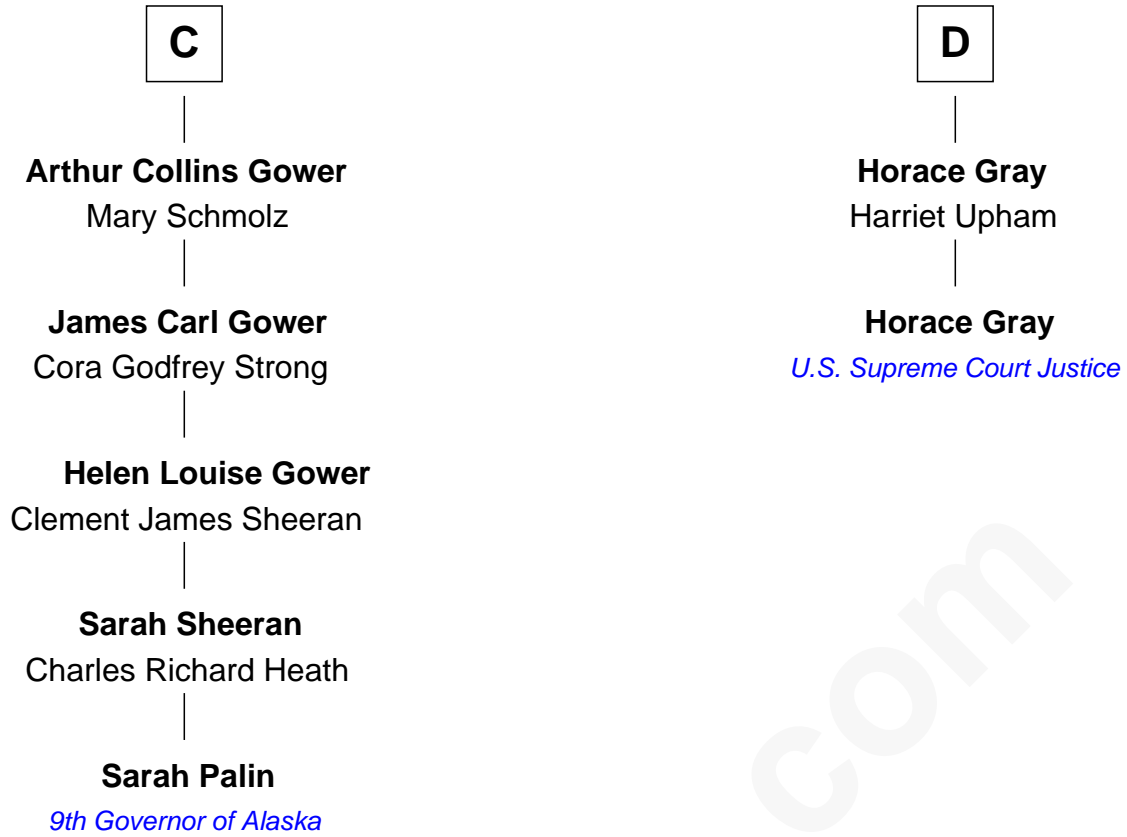 C
Arthur Collins Gower
Mary Schmolz
James Carl Gower
Cora Godfrey Strong
Helen Louise Gower
Clement James Sheeran
Sarah Sheeran
Charles Richard Heath
Sarah Palin
9th Governor of Alaska
D
Horace Gray
Harriet Upham
Horace Gray
U.S. Supreme Court Justice
com